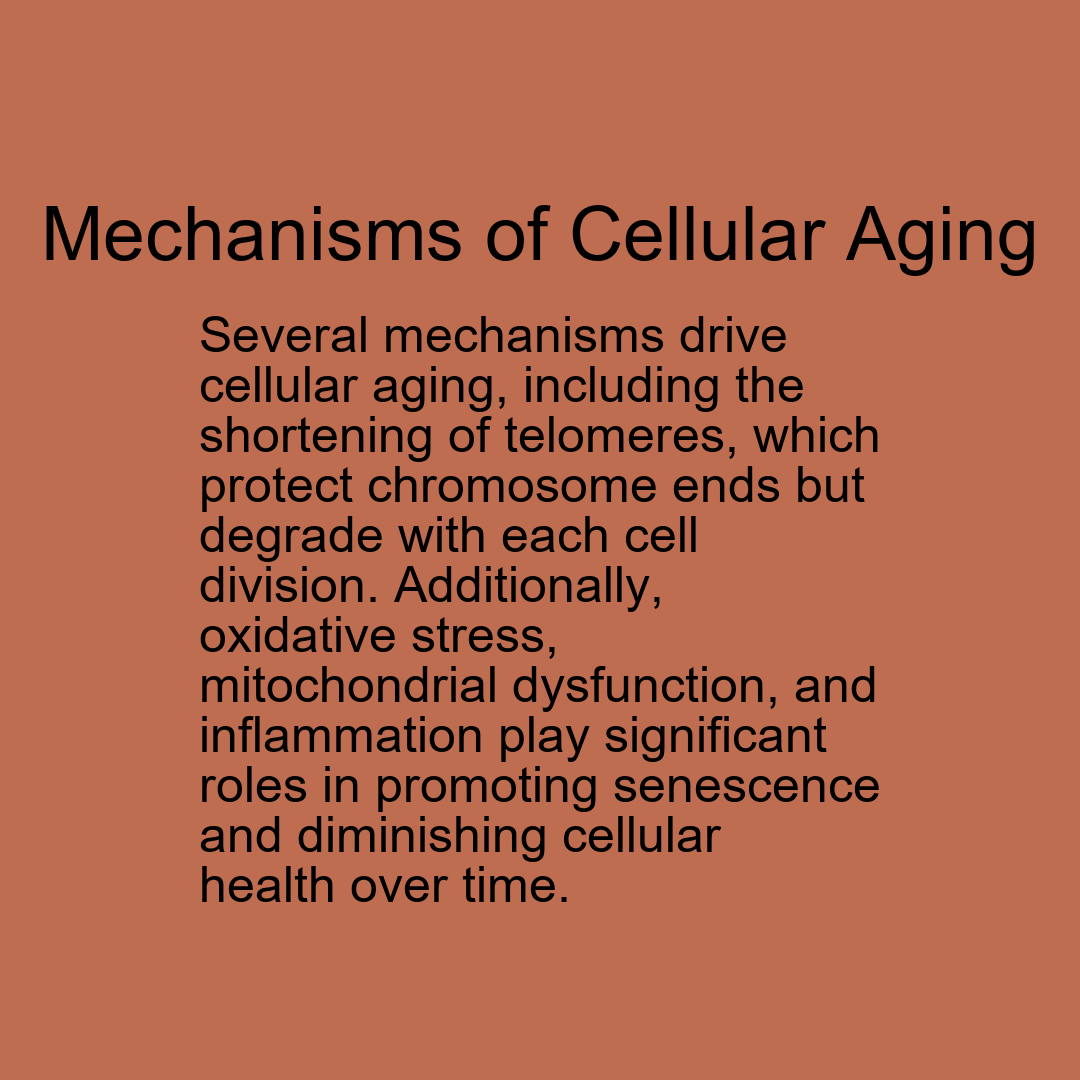 Mechanisms of Cellular Aging
Several mechanisms drive
cellular aging, including the
shortening of telomeres, which
protect chromosome ends but
degrade with each cell
division. Additionally,
oxidative stress,
mitochondrial dysfunction, and
inflammation play significant
roles in promoting senescence
and diminishing cellular
health over time.